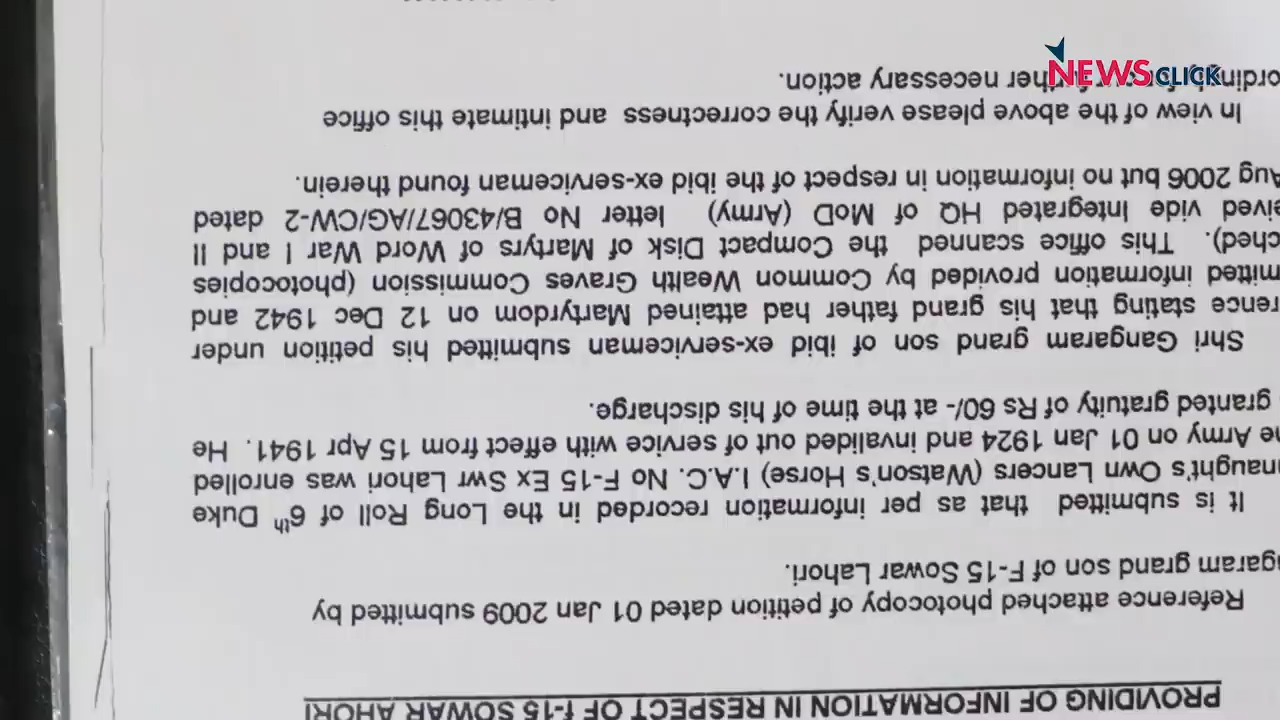 NEWSCLICK
PROVIDING OF INFORMATION IN RESPECT OF f-15 SOWAR AHORI
Reference attached photocopy of petition dated 01 Jan 2009 submitted by
garam grand son of F-15 Sowar Lahori.
It is submitted that as per information recorded in the Long Roll of 6th Duke
naught's Own Lancers (Watson's Horse) I.A.C. No F-15 Ex Swr Lahori was enrolled
he Army on 01 Jan 1924 and invalided out of service with effect from 15 Apr 1941. He
granted gratuity of Rs 60/- at the time of his discharge.
Shri Gangaram grand son of ibid ex-serviceman submitted his petition under
rence stating that his grand father had attained Martyrdom on 12 Dec 1942 and
mitted information provided by Common Wealth Graves Commission (photocopies
ched). This office scanned the Compact Disk of Martyrs of Word War I and II
eived vide Integrated HQ of MoD (Army) letter No B/43067/AG/CW-2 dated
Aug 2006 but no information in respect of the ibid ex-serviceman found therein.
In view of the above please verify the correctness and intimate this office
necessary action.